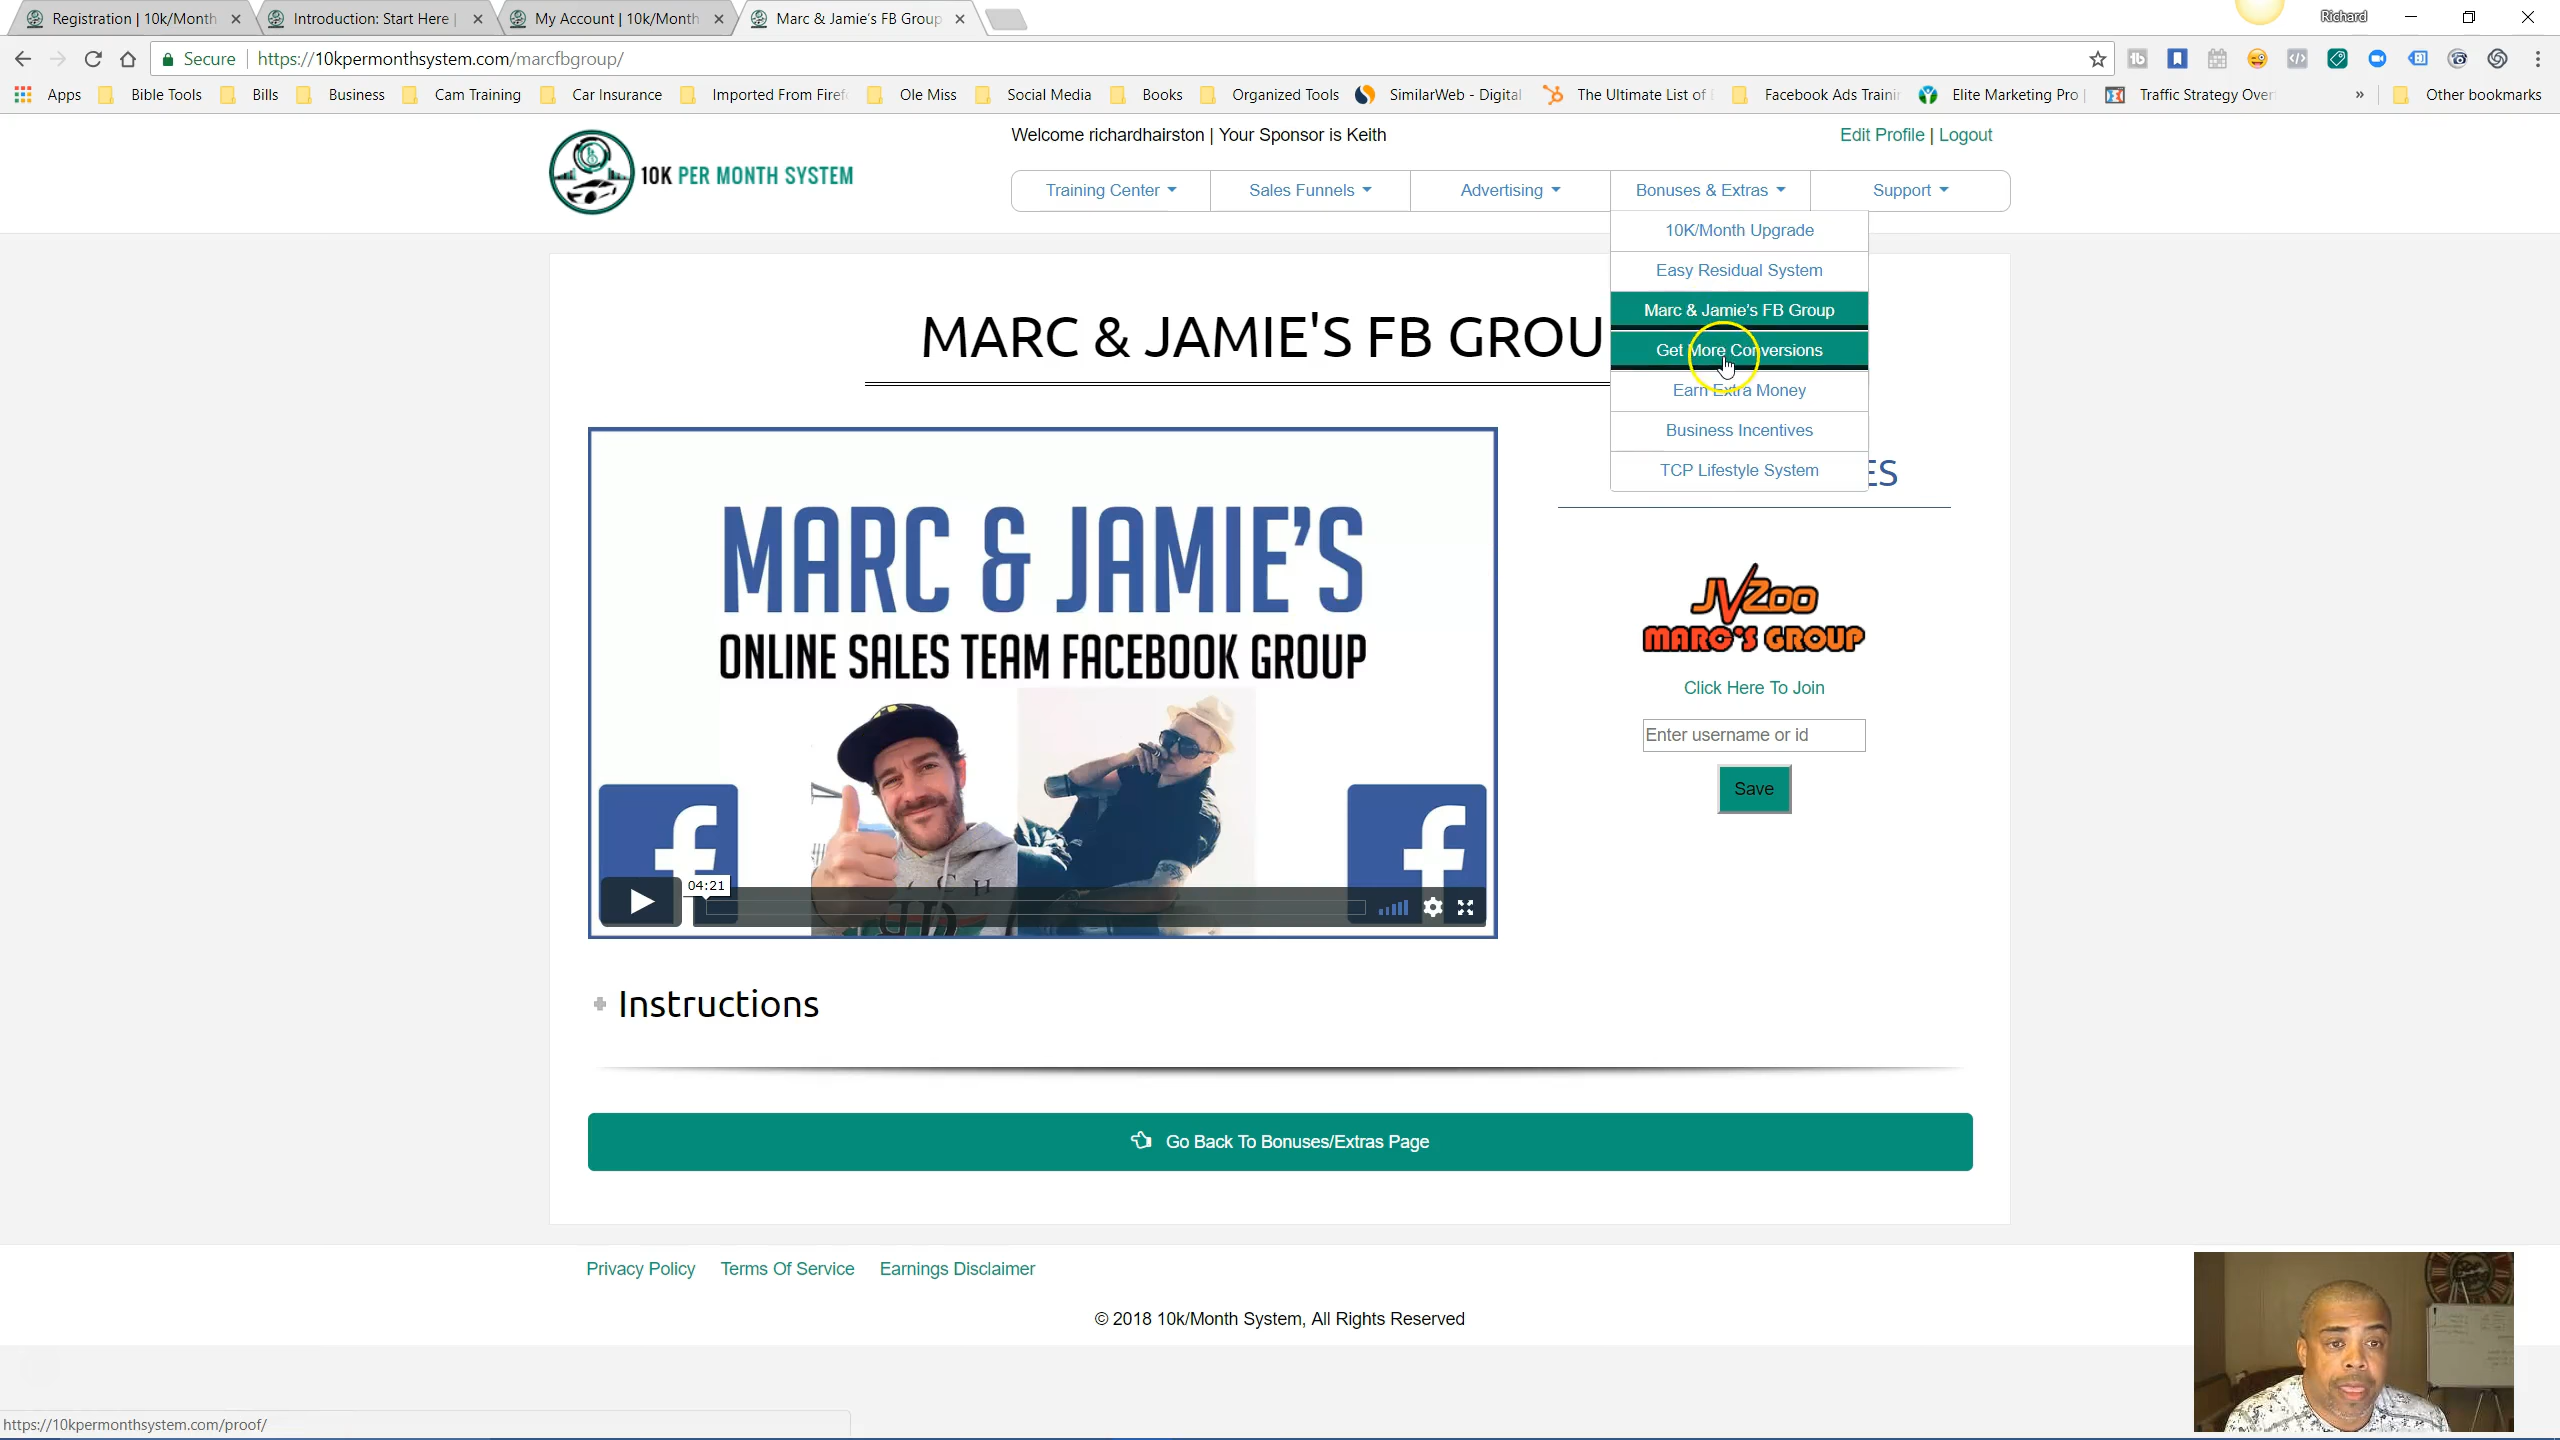 Registration | 10k/Month
Introduction: Start Here |
My Account | 10k/Month
Marc & Jamie's FB Group
Richard
Secure
https://10kpermonthsystem.com/marcfbgroup/
Apps
Bible Tools
Bills
Business
Cam Training
Car Insurance
Imported From Firef
Ole Miss
Social Media
Books
Organized Tools
SimilarWeb - Digital
The Ultimate List of
Facebook Ads Traini
Elite Marketing Pro |
Traffic Strategy Over
»
Other bookmarks
10K PER MONTH SYSTEM
Welcome richardhairston | Your Sponsor is Keith
Edit Profile | Logout
Training Center
Sales Funnels
Advertising
Bonuses & Extras
Support
10K/Month Upgrade
Easy Residual System
Marc & Jamie's FB Group
Get More Conversions
Earn Extra Money
Business Incentives
TCP Lifestyle System
MARC & JAMIE'S FB GROU
ES
MARC & JAMIE'S
ONLINE SALES TEAM FACEBOOK GROUP
04:21
JVZoo
MARC'S GROUP
Click Here To Join
Enter username or id
Save
Instructions
Go Back To Bonuses/Extras Page
Privacy Policy
Terms Of Service
Earnings Disclaimer
© 2018 10k/Month System, All Rights Reserved
https://10kpermonthsystem.com/proof/